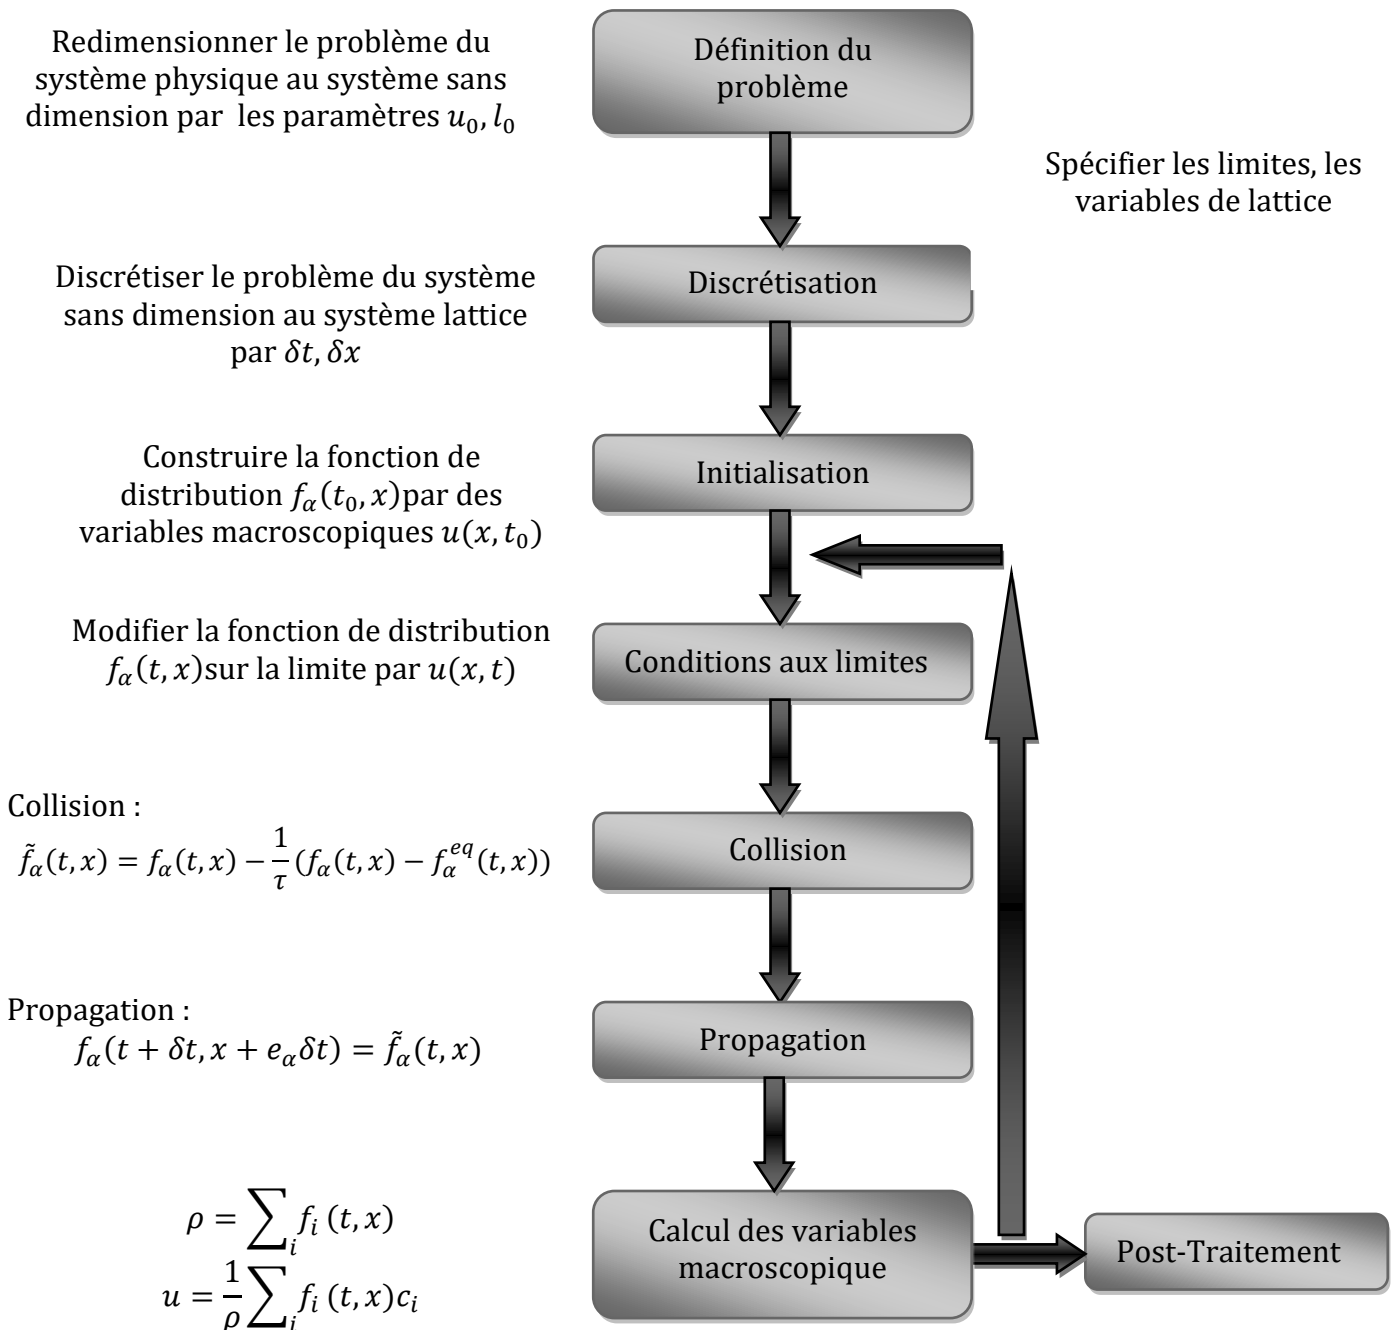 Redimensionner le problème du
système physique au système sans
dimension par les paramètres u₀, l₀
Définition du
problème
Spécifier les limites, les
variables de lattice
Discrétiser le problème du système
sans dimension au système lattice
par δt, δx
Discrétisation
Construire la fonction de
distribution f_α(t₀, x)par des
variables macroscopiques u(x, t₀)
Initialisation
Modifier la fonction de distribution
f_α(t, x)sur la limite par u(x, t)
Conditions aux limites
Collision :
f̃_α(t, x) = f_α(t, x) − 1/τ (f_α(t, x) − f_α^{eq}(t, x))
Collision
Propagation :
f_α(t + δt, x + e_αδt) = f̃_α(t, x)
Propagation
ρ = ∑_i f_i (t, x)
u = 1/ρ ∑_i f_i (t, x)c_i
Calcul des variables
macroscopique
Post-Traitement